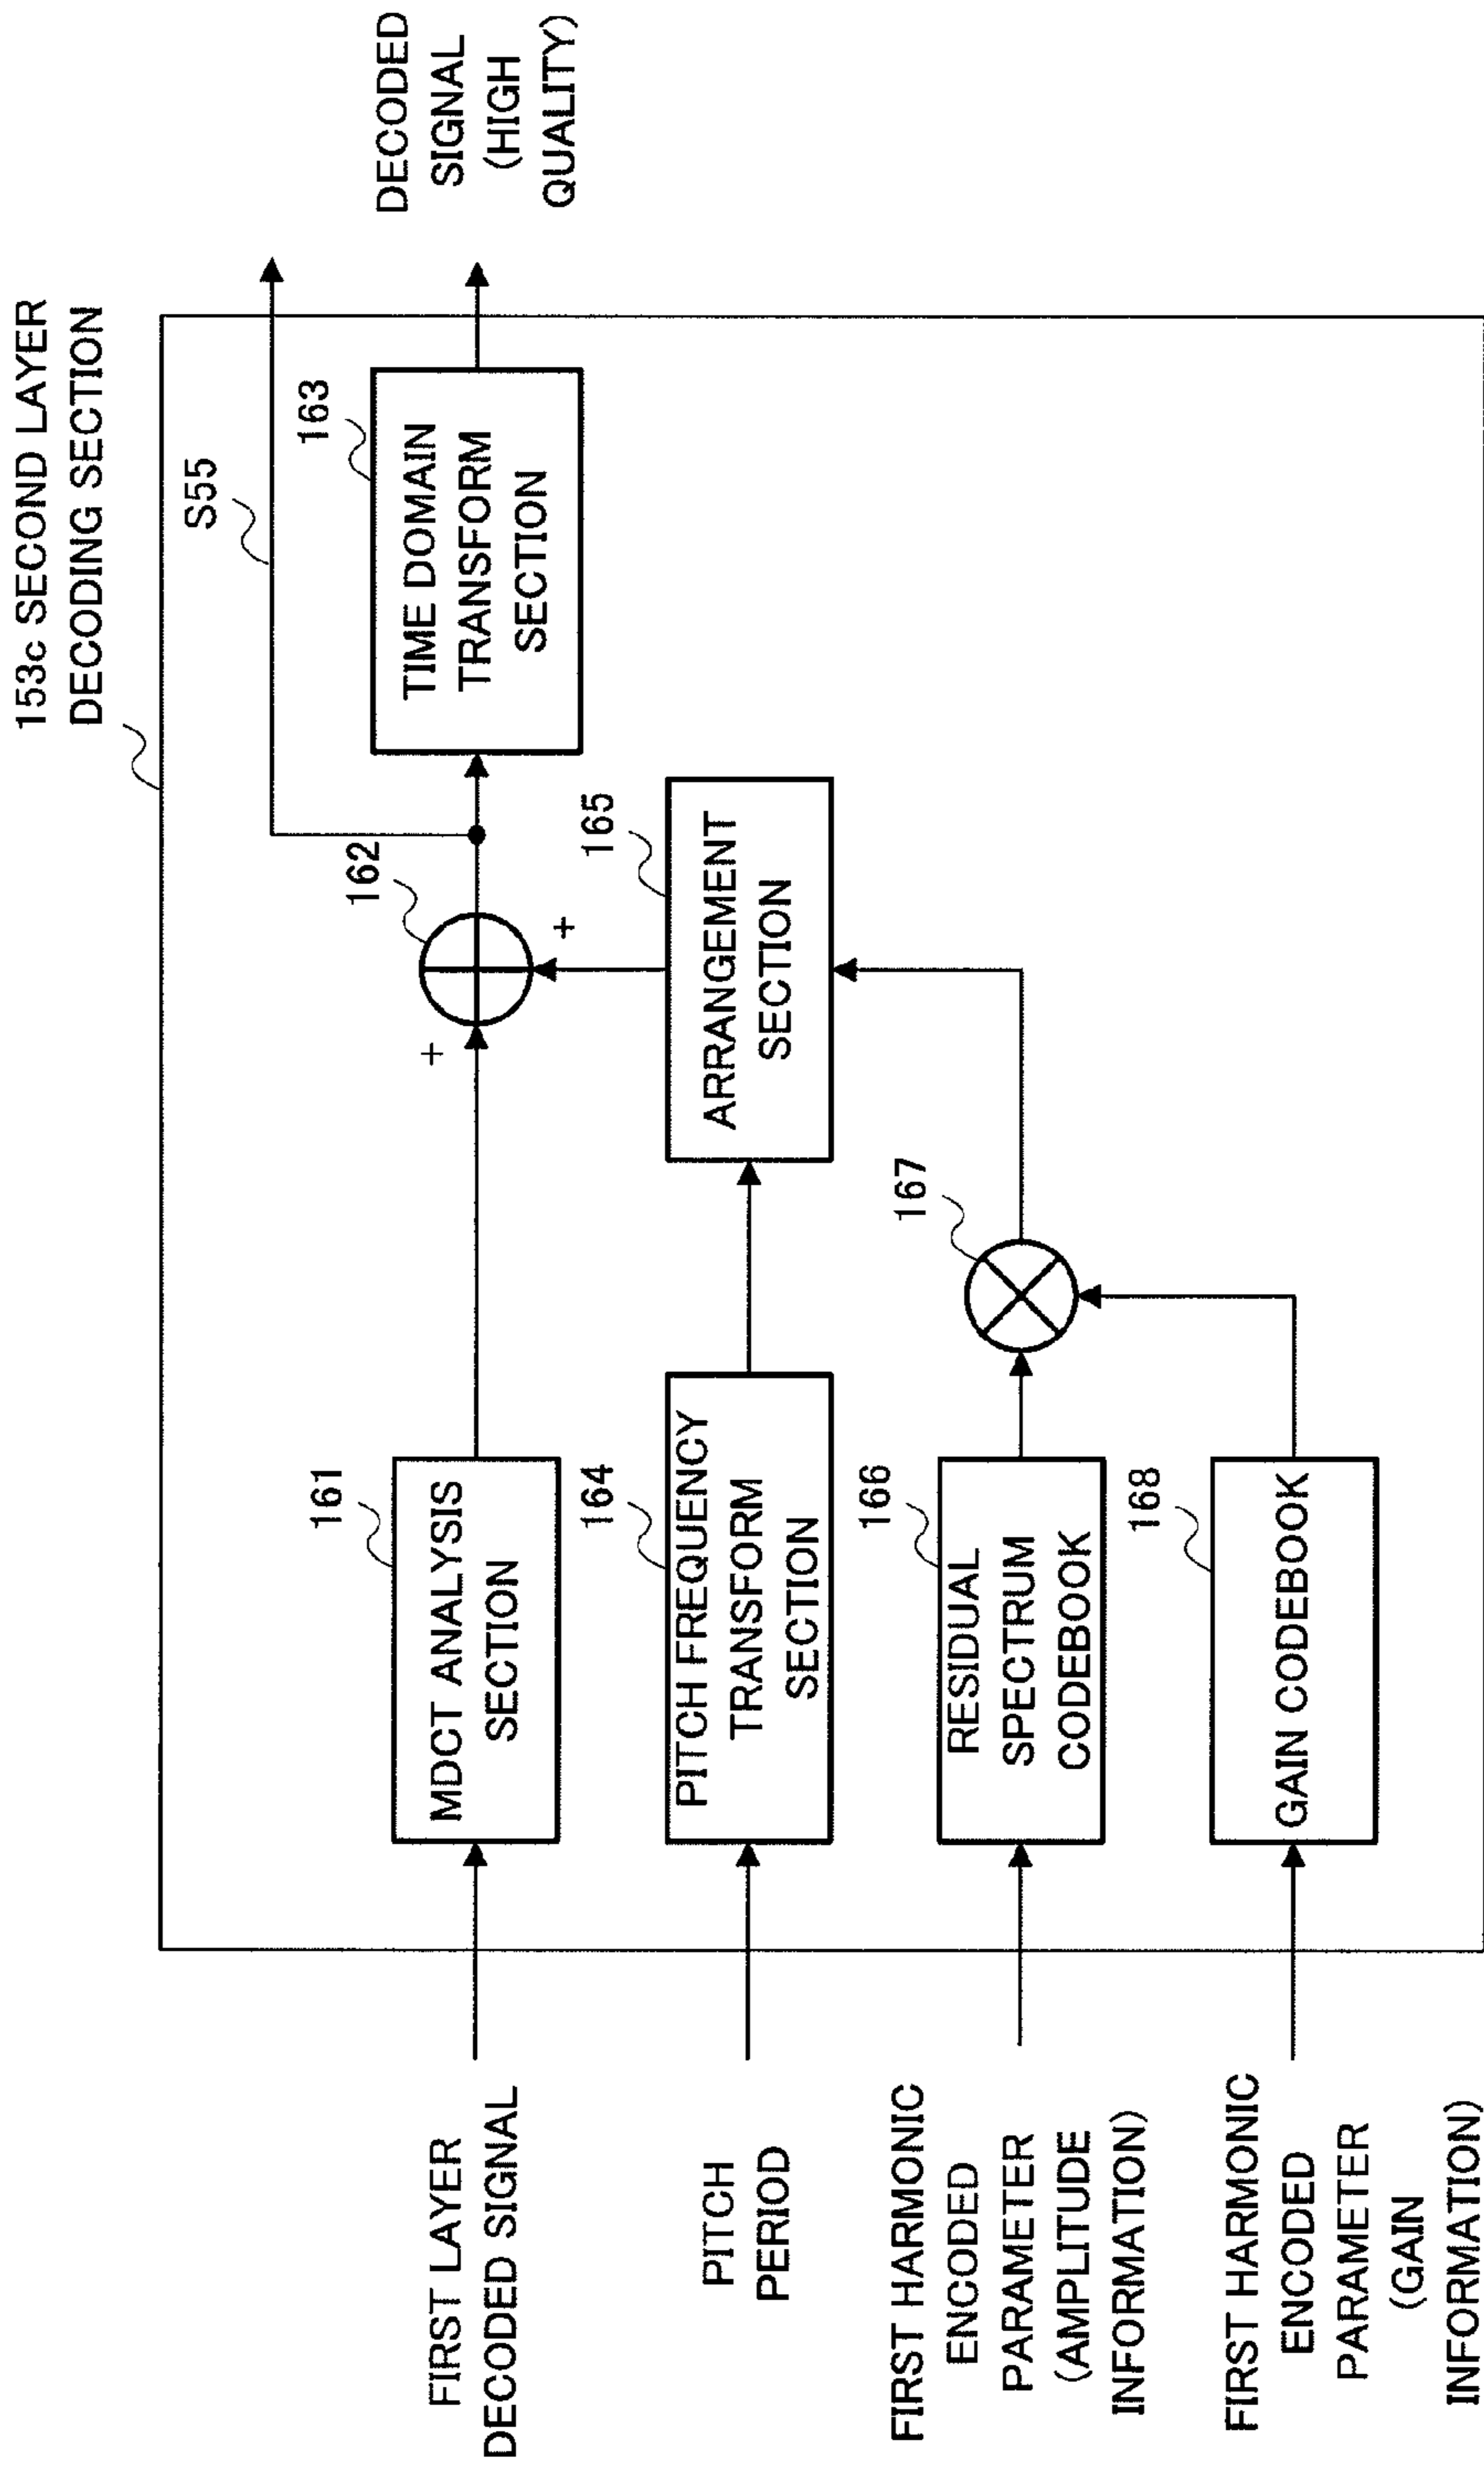 153c SECOND LAYER
DECODING SECTION
S55
DECODED
SIGNAL
(HIGH
QUALITY)
163
TIME DOMAIN
TRANSFORM
SECTION
162
+
+
165
ARRANGEMENT
SECTION
167
161
MDCT ANALYSIS
SECTION
164
PITCH FREQUENCY
TRANSFORM
SECTION
166
RESIDUAL
SPECTRUM
CODEBOOK
168
GAIN CODEBOOK
FIRST LAYER
DECODED SIGNAL
PITCH
PERIOD
FIRST HARMONIC
ENCODED
PARAMETER
(AMPLITUDE
INFORMATION)
FIRST HARMONIC
ENCODED
PARAMETER
(GAIN
INFORMATION)